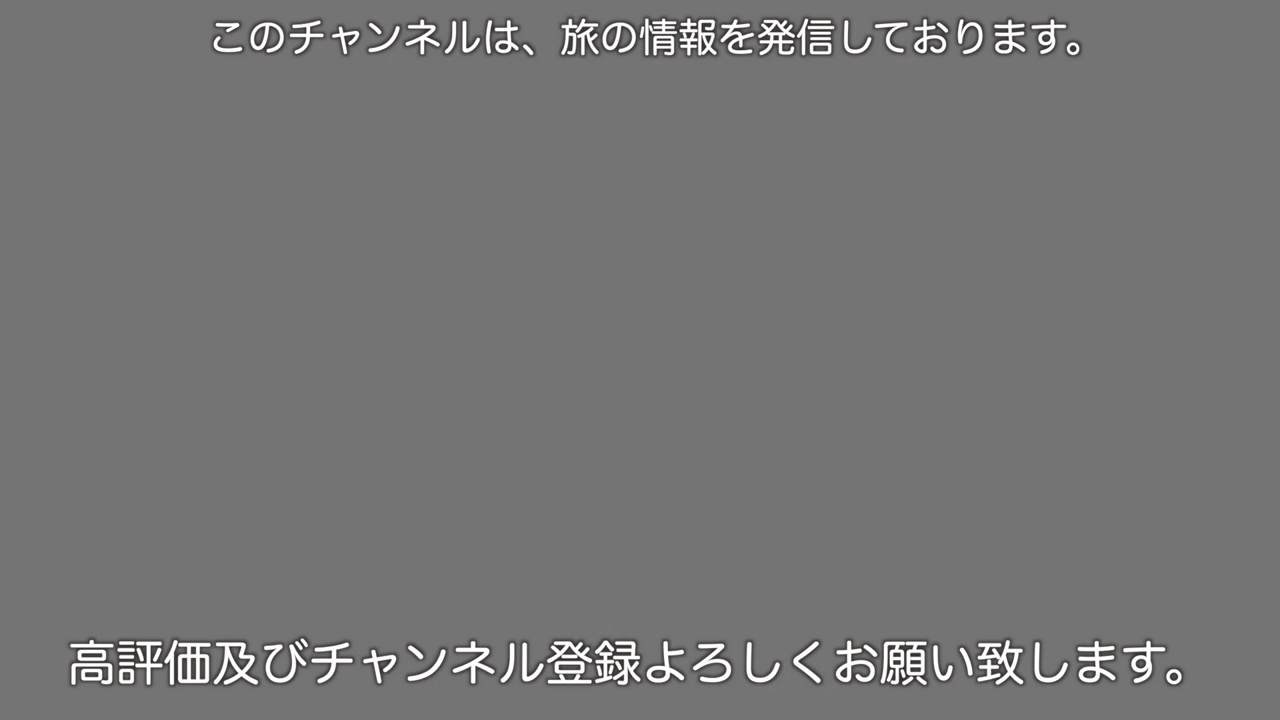 このチャンネルは、旅の情報を発信しております。
高評価及びチャンネル登録よろしくお願い致します。